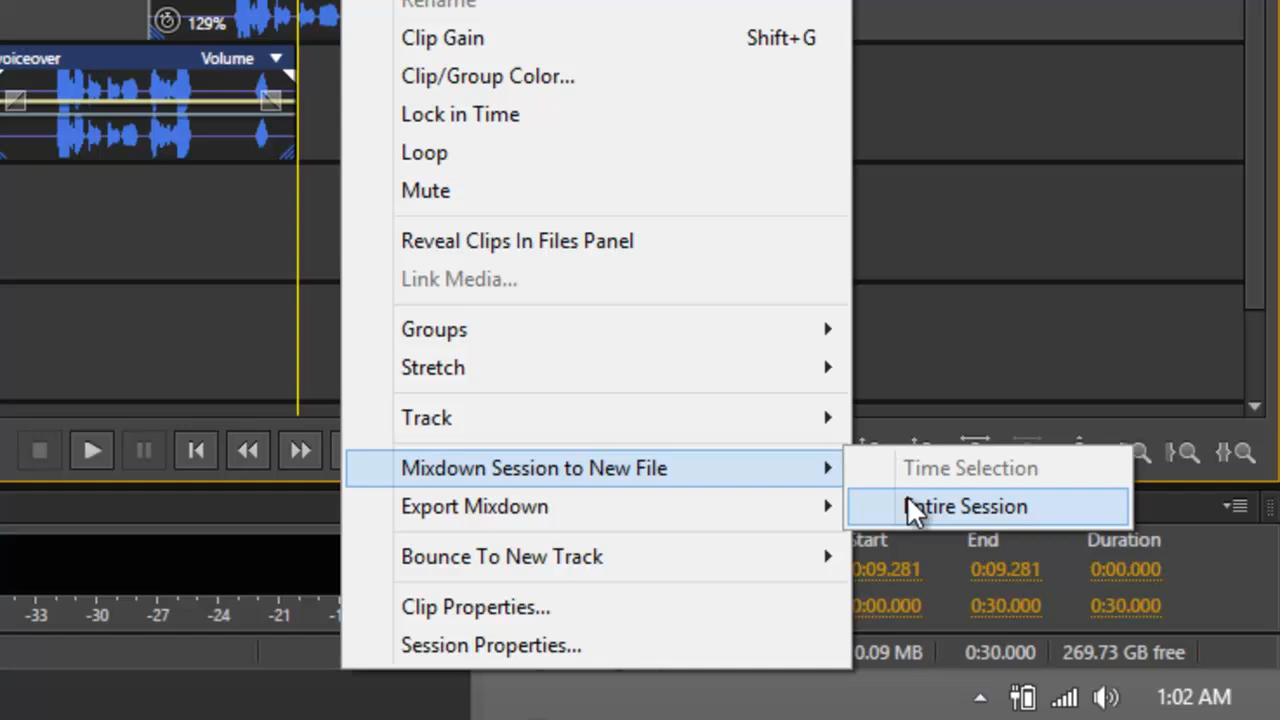 Rename
129%
Clip Gain Shift+G
voiceover Volume
Clip/Group Color...
Lock in Time
Loop
Mute
Reveal Clips In Files Panel
Link Media...
Groups
Stretch
Track
Mixdown Session to New File
Time Selection
Export Mixdown
Entire Session
Bounce To New Track
Start End Duration
0:09.281 0:09.281 0:00.000
Clip Properties...
0:00.000 0:30.000 0:30.000
-33 -30 -27 -24 -21
Session Properties...
0.09 MB 0:30.000 269.73 GB free
1:02 AM